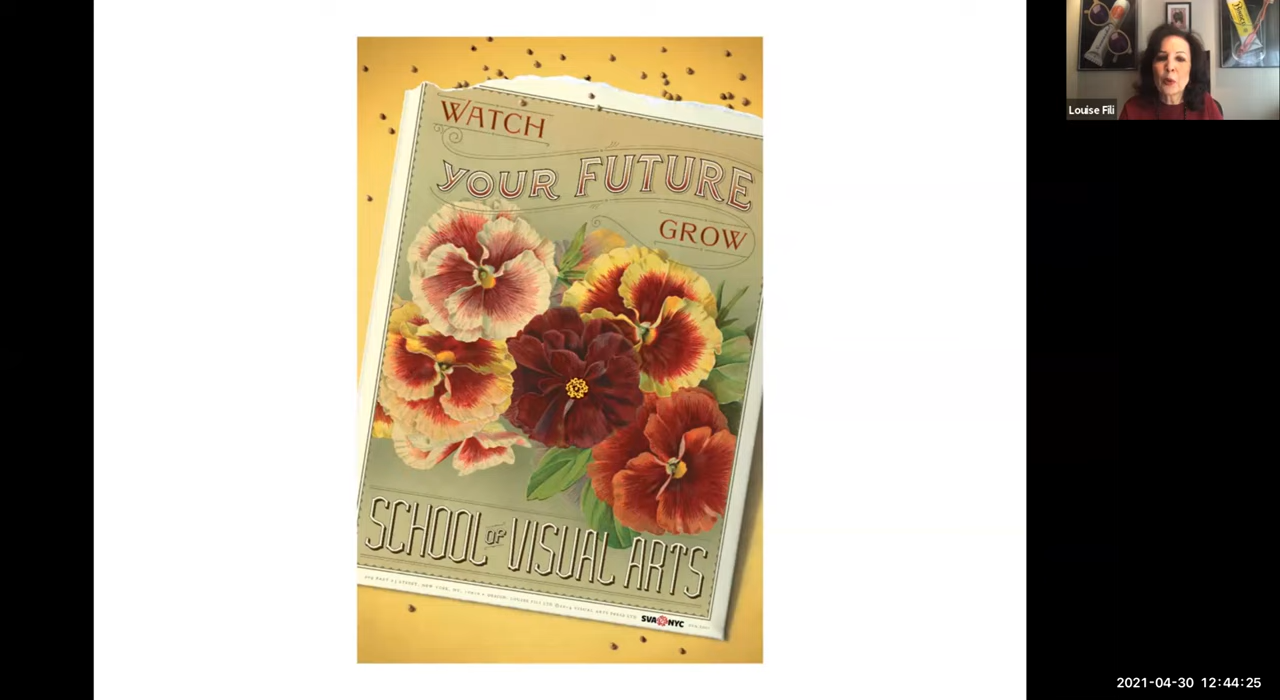 WATCH
YOUR FUTURE
GROW
SCHOOL OF VISUAL ARTS
SVA NYC
Louise Fili
2021-04-30 12:44:25